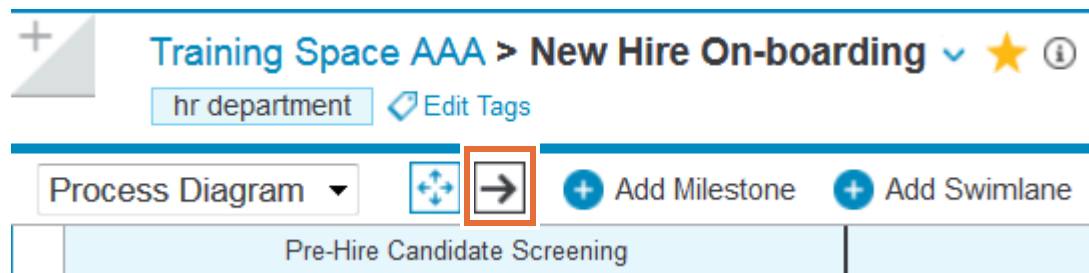 Training Space AAA > New Hire On-boarding
hr department Edit Tags
Process Diagram Add Milestone Add Swimlane
Pre-Hire Candidate Screening